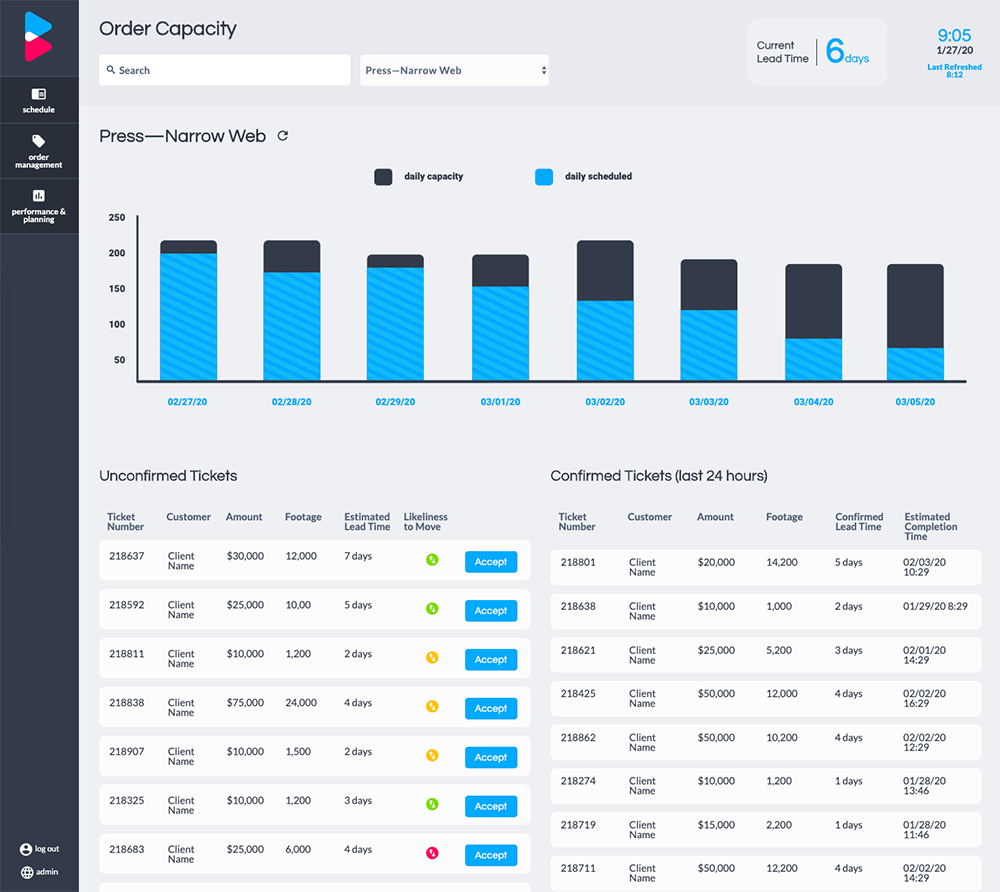 Order Capacity
Search
Press—Narrow Web
Current
Lead Time
6 days
9:05
1/27/20
Last Refreshed
8:12
schedule
order
management
performance &
planning
log out
admin
Press—Narrow Web
daily capacity
daily scheduled
250
200
150
100
50
02/27/20 02/28/20 02/29/20 03/01/20 03/02/20 03/03/20 03/04/20 03/05/20
Unconfirmed Tickets
Ticket Customer Amount Footage Estimated Likeliness
Number Lead Time to Move
218637 Client $30,000 12,000 7 days Accept
Name
218592 Client $25,000 10,00 5 days Accept
Name
218811 Client $10,000 1,200 2 days Accept
Name
218838 Client $75,000 24,000 4 days Accept
Name
218907 Client $10,000 1,500 2 days Accept
Name
218325 Client $10,000 1,200 3 days Accept
Name
218683 Client $25,000 6,000 4 days Accept
Name
Confirmed Tickets (last 24 hours)
Ticket Customer Amount Footage Confirmed Estimated
Number Lead Time Completion
Time
218801 Client $20,000 14,200 5 days 02/03/20
Name 10:29
218638 Client $10,000 1,000 2 days 01/29/20 8:29
Name
218621 Client $25,000 5,200 3 days 02/01/20
Name 14:29
218425 Client $50,000 12,000 4 days 02/02/20
Name 16:29
218862 Client $50,000 10,200 4 days 02/02/20
Name 12:29
218274 Client $10,000 1,200 1 days 01/28/20
Name 13:46
218719 Client $15,000 2,200 1 days 01/28/20
Name 11:46
218711 Client $50,000 12,200 4 days 02/02/20
Name 14:29